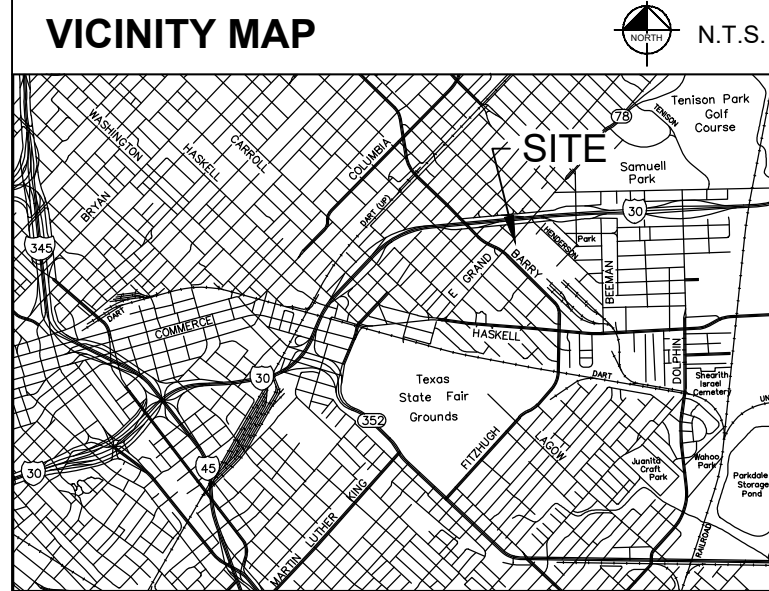 VICINITY MAP
NORTH
N.T.S.
WASHINGTON
HASKELL
CARROLL
BRYAN
COLUMBIA
DART (UP)
SITE
78
TENISON
Tenison Park
Golf
Course
Samuell
Park
30
345
HENDERSON
Park
BARRY
E GRAND
BEEMAN
DART
COMMERCE
HASKELL
DOLPHIN
30
Texas
State Fair
Grounds
DART
Shearith
Israel
Cemetery
UN
352
FITZHUGH
LAGOW
Juanita
Craft
Park
Wahoo
Park
Parkdale
Storage
Pond
30
45
MARTIN LUTHER KING
RAILROAD